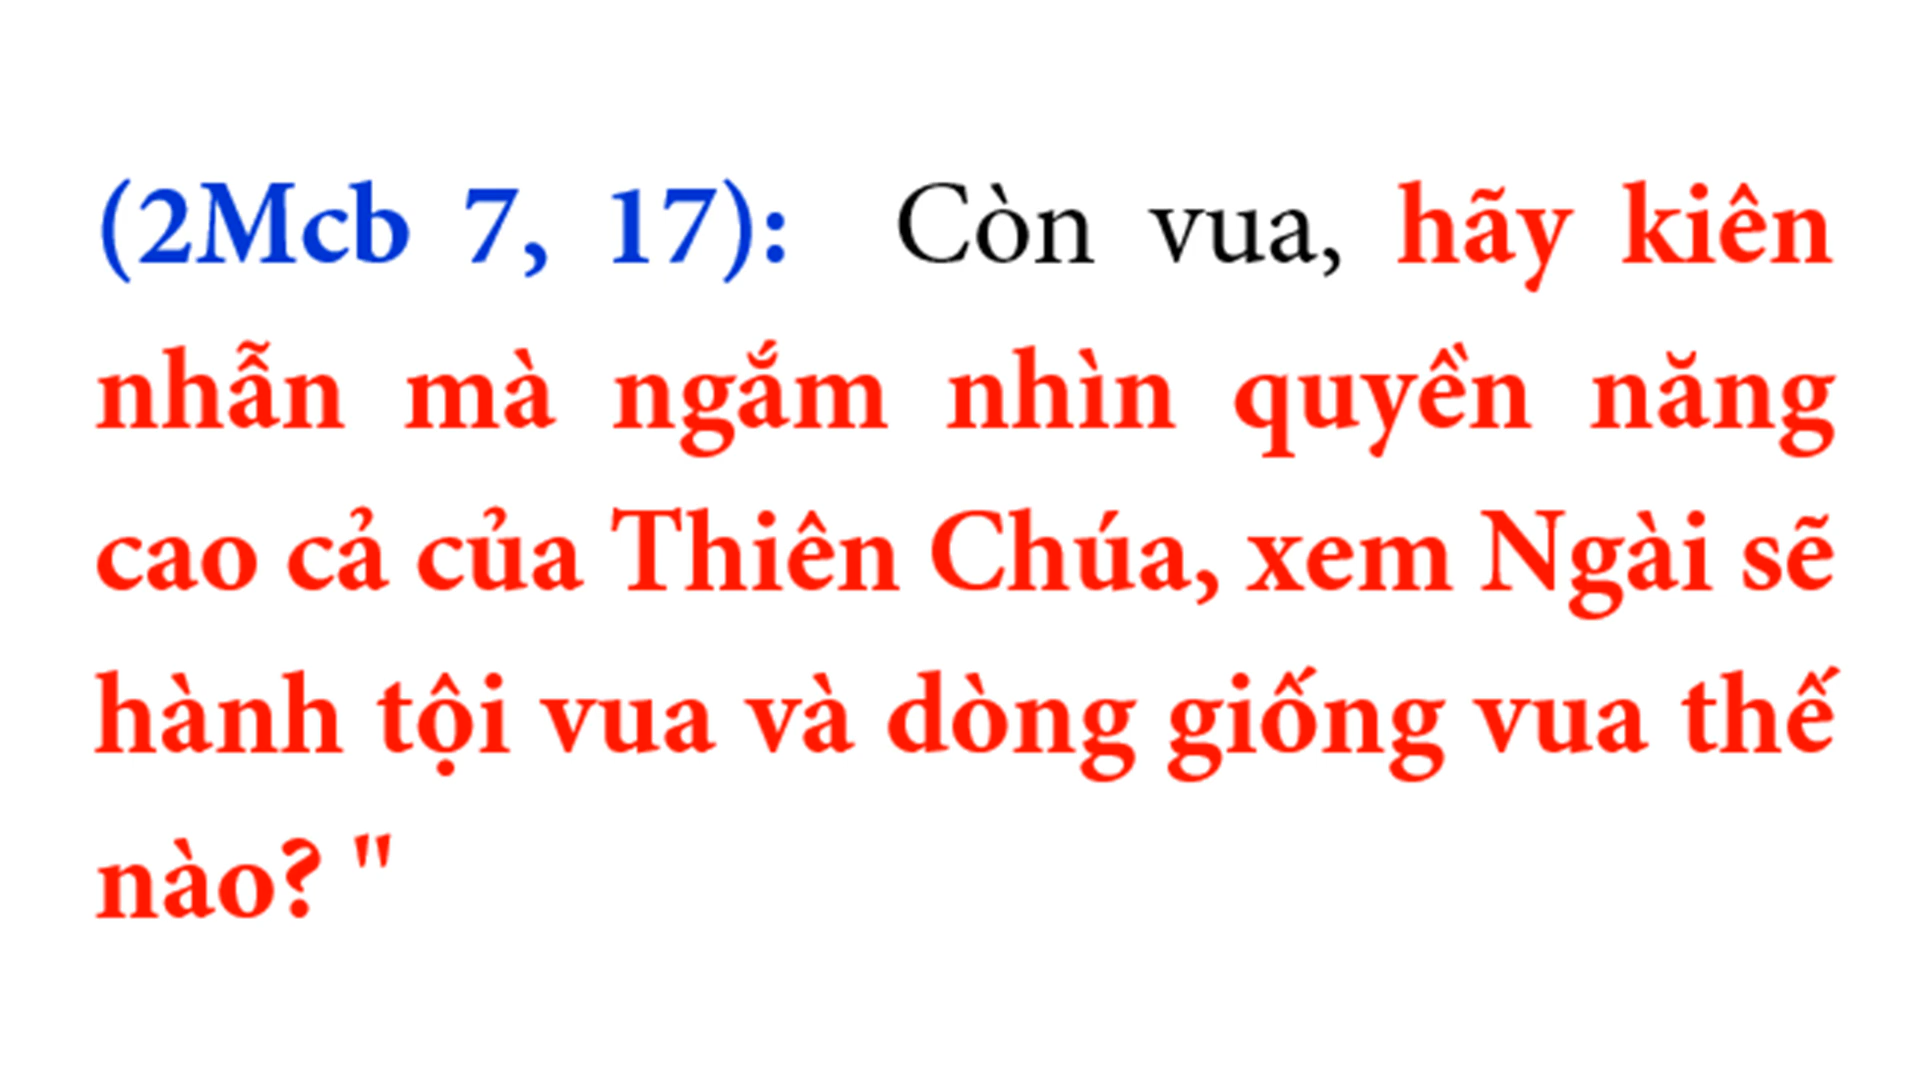 (2Mcb 7, 17): Còn vua, hãy kiên
nhẫn mà ngắm nhìn quyền năng
cao cả của Thiên Chúa, xem Ngài sẽ
hành tội vua và dòng giống vua thế
nào? "